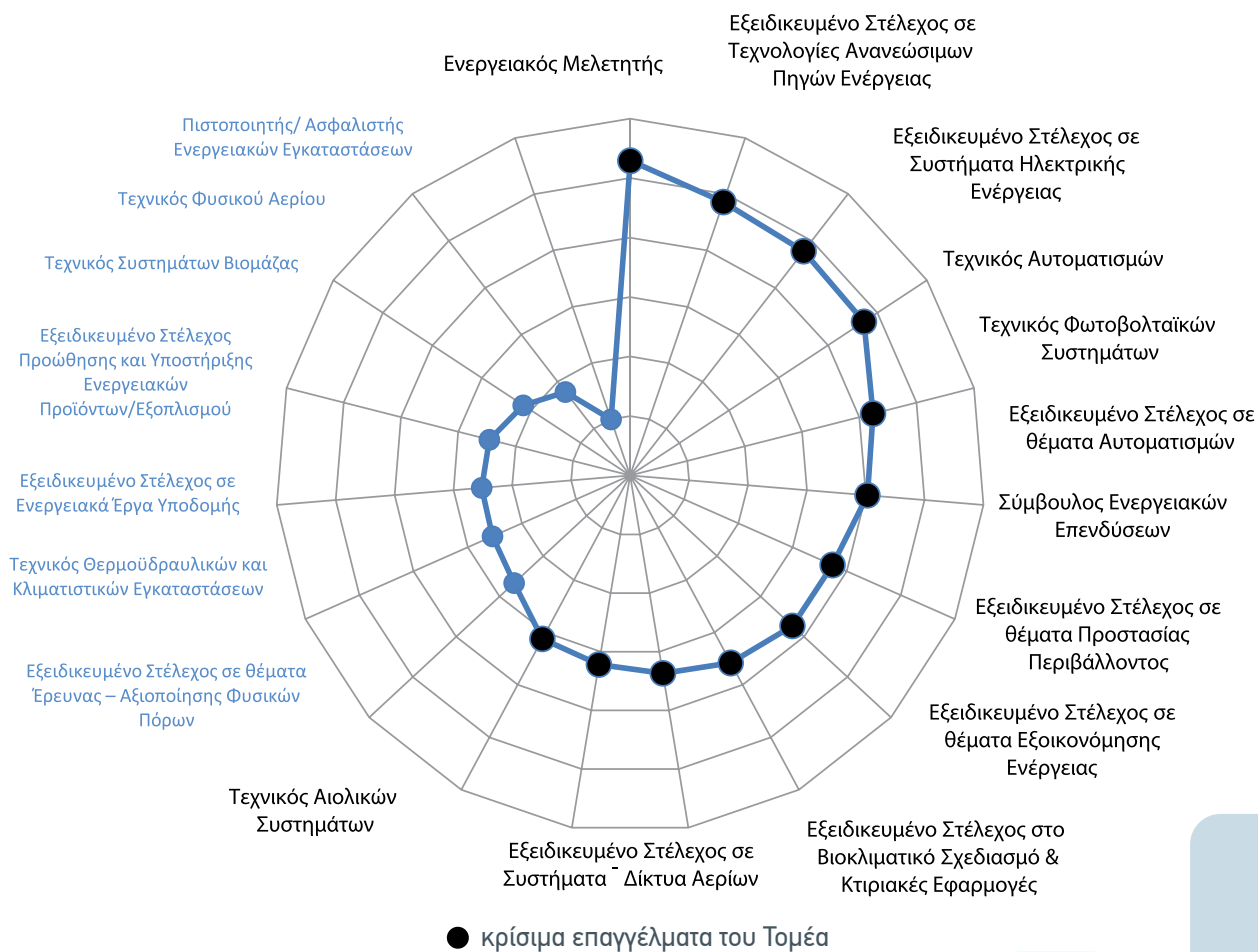 Ενεργειακός Μελετητής
Εξειδικευμένο Στέλεχος σε
Τεχνολογίες Ανανεώσιμων
Πηγών Ενέργειας
Εξειδικευμένο Στέλεχος σε
Συστήματα Ηλεκτρικής
Ενέργειας
Τεχνικός Αυτοματισμών
Τεχνικός Φωτοβολταϊκών
Συστημάτων
Εξειδικευμένο Στέλεχος σε
θέματα Αυτοματισμών
Σύμβουλος Ενεργειακών
Επενδύσεων
Εξειδικευμένο Στέλεχος σε
θέματα Προστασίας
Περιβάλλοντος
Εξειδικευμένο Στέλεχος σε
θέματα Εξοικονόμησης
Ενέργειας
Εξειδικευμένο Στέλεχος στο
Βιοκλιματικό Σχεδιασμό &
Κτιριακές Εφαρμογές
Εξειδικευμένο Στέλεχος σε
Συστήματα - Δίκτυα Αερίων
Τεχνικός Αιολικών
Συστημάτων
Εξειδικευμένο Στέλεχος σε θέματα
Έρευνας – Αξιοποίησης Φυσικών
Πόρων
Τεχνικός Θερμοϋδραυλικών και
Κλιματιστικών Εγκαταστάσεων
Εξειδικευμένο Στέλεχος σε
Ενεργειακά Έργα Υποδομής
Εξειδικευμένο Στέλεχος
Προώθησης και Υποστήριξης
Ενεργειακών
Προϊόντων/Εξοπλισμού
Τεχνικός Συστημάτων Βιομάζας
Τεχνικός Φυσικού Αερίου
Πιστοποιητής/ Ασφαλιστής
Ενεργειακών Εγκαταστάσεων
κρίσιμα επαγγέλματα του Τομέα